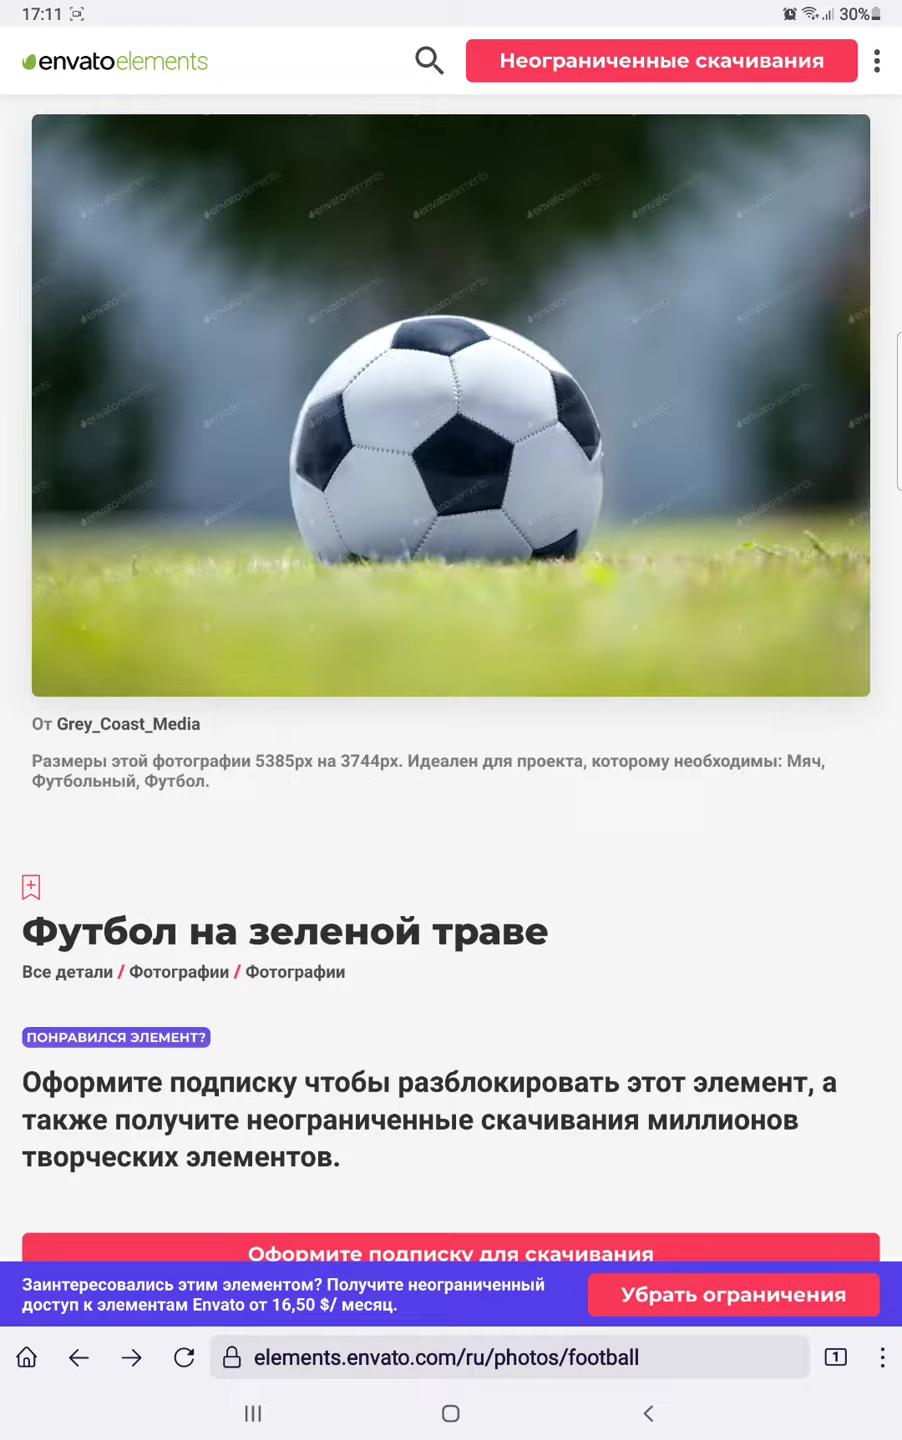 17:11
30%
envatoelements
Неограниченные скачивания
envatoelements
От Grey_Coast_Media
Размеры этой фотографии 5385px на 3744px. Идеален для проекта, которому необходимы: Мяч,
Футбольный, Футбол.
Футбол на зеленой траве
Все детали / Фотографии / Фотографии
ПОНРАВИЛСЯ ЭЛЕМЕНТ?
Оформите подписку чтобы разблокировать этот элемент, а
также получите неограниченные скачивания миллионов
творческих элементов.
Оформите подписку для скачивания
Заинтересовались этим элементом? Получите неограниченный
доступ к элементам Envato от 16,50 $/ месяц.
Убрать ограничения
elements.envato.com/ru/photos/football
1